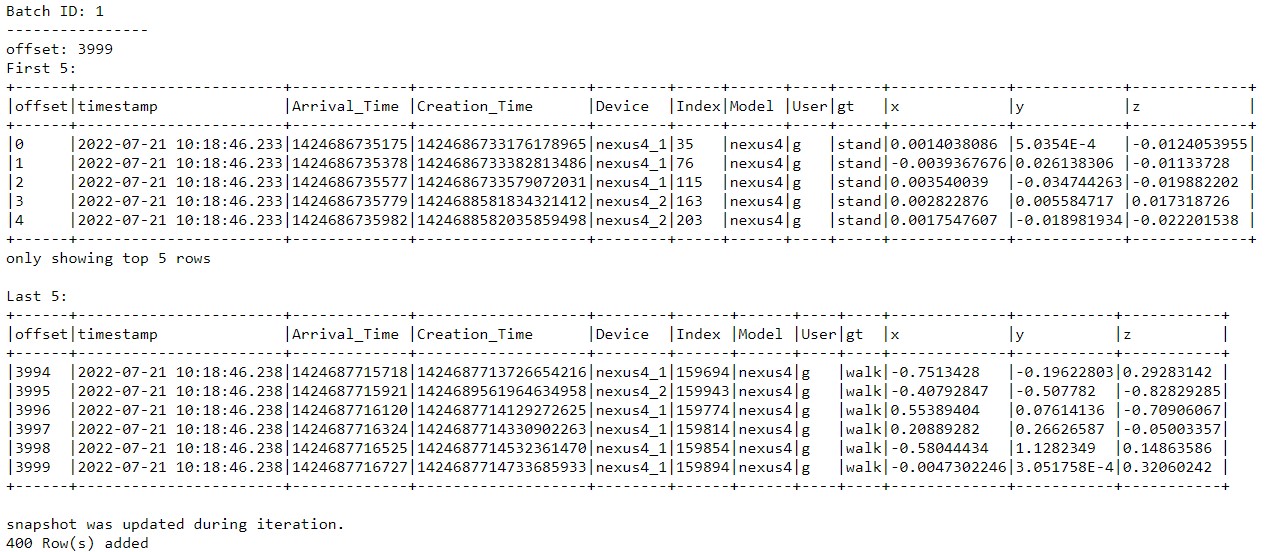 Batch ID: 1
----------------
offset: 3999
First 5:
+------+-----------------------+-------------+-------------------+--------+-----+------+----+-----+-------------+------------+-------------+
|offset|timestamp              |Arrival_Time |Creation_Time      |Device  |Index|Model |User|gt   |x            |y           |z            |
+------+-----------------------+-------------+-------------------+--------+-----+------+----+-----+-------------+------------+-------------+
|0     |2022-07-21 10:18:46.233|1424686735175|1424686733176178965|nexus4_1|35   |nexus4|g   |stand|0.0014038086 |5.0354E-4   |-0.0124053955|
|1     |2022-07-21 10:18:46.233|1424686735378|1424686733382813486|nexus4_1|76   |nexus4|g   |stand|-0.0039367676|0.026138306 |-0.01133728  |
|2     |2022-07-21 10:18:46.233|1424686735577|1424686733579072031|nexus4_1|115  |nexus4|g   |stand|0.003540039  |-0.034744263|-0.019882202 |
|3     |2022-07-21 10:18:46.233|1424686735779|1424688581834321412|nexus4_2|163  |nexus4|g   |stand|0.002822876  |0.005584717 |0.017318726  |
|4     |2022-07-21 10:18:46.233|1424686735982|1424688582035859498|nexus4_2|203  |nexus4|g   |stand|0.0017547607 |-0.018981934|-0.022201538 |
+------+-----------------------+-------------+-------------------+--------+-----+------+----+-----+-------------+------------+-------------+
only showing top 5 rows
Last 5:
+------+-----------------------+-------------+-------------------+--------+------+------+----+----+-------------+-----------+-----------+
|offset|timestamp              |Arrival_Time |Creation_Time      |Device  |Index |Model |User|gt  |x            |y          |z          |
+------+-----------------------+-------------+-------------------+--------+------+------+----+----+-------------+-----------+-----------+
|3994  |2022-07-21 10:18:46.238|1424687715718|1424687713726654216|nexus4_1|159694|nexus4|g   |walk|-0.7513428   |-0.19622803|0.29283142 |
|3995  |2022-07-21 10:18:46.238|1424687715921|1424689561964634958|nexus4_2|159943|nexus4|g   |walk|-0.40792847  |-0.507782  |-0.82829285|
|3996  |2022-07-21 10:18:46.238|1424687716120|1424687714129272625|nexus4_1|159774|nexus4|g   |walk|0.55389404   |0.07614136 |-0.70906067|
|3997  |2022-07-21 10:18:46.238|1424687716324|1424687714330902263|nexus4_1|159814|nexus4|g   |walk|0.20889282   |0.26626587 |-0.05003357|
|3998  |2022-07-21 10:18:46.238|1424687716525|1424687714532361470|nexus4_1|159854|nexus4|g   |walk|-0.58044434  |1.1282349  |0.14863586 |
|3999  |2022-07-21 10:18:46.238|1424687716727|1424687714733685933|nexus4_1|159894|nexus4|g   |walk|-0.0047302246|3.051758E-4|0.32060242 |
+------+-----------------------+-------------+-------------------+--------+------+------+----+----+-------------+-----------+-----------+
snapshot was updated during iteration.
400 Row(s) added